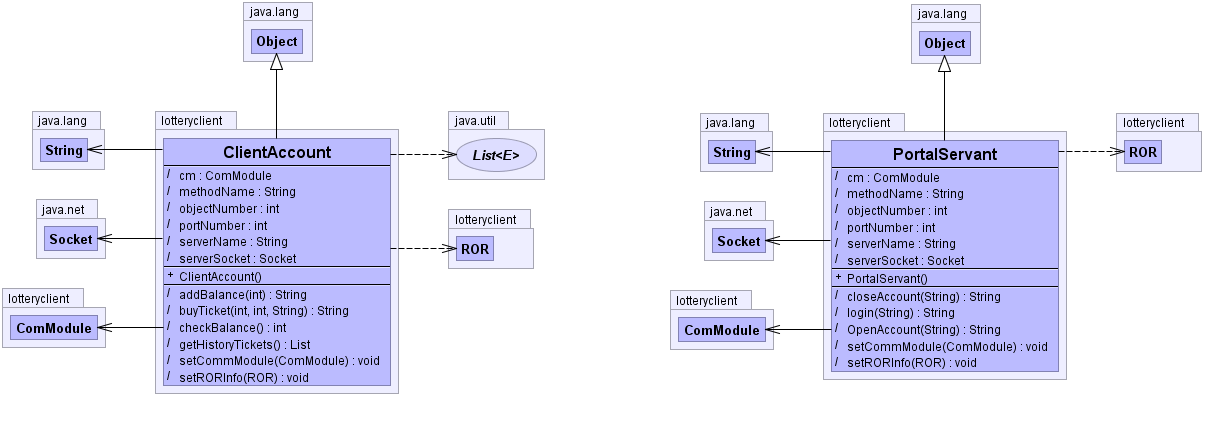 java.lang
Object
java.lang
String
java.net
Socket
lotteryclient
ComModule
lotteryclient
ClientAccount
/ cm : ComModule
/ methodName : String
/ objectNumber : int
/ portNumber : int
/ serverName : String
/ serverSocket : Socket
+ ClientAccount()
/ addBalance(int) : String
/ buyTicket(int, int, String) : String
/ checkBalance() : int
/ getHistoryTickets() : List
/ setCommModule(ComModule) : void
/ setRORInfo(ROR) : void
java.util
List<E>
lotteryclient
ROR
java.lang
Object
java.lang
String
java.net
Socket
lotteryclient
ComModule
lotteryclient
PortalServant
/ cm : ComModule
/ methodName : String
/ objectNumber : int
/ portNumber : int
/ serverName : String
/ serverSocket : Socket
+ PortalServant()
/ closeAccount(String) : String
/ login(String) : String
/ OpenAccount(String) : String
/ setCommModule(ComModule) : void
/ setRORInfo(ROR) : void
lotteryclient
ROR